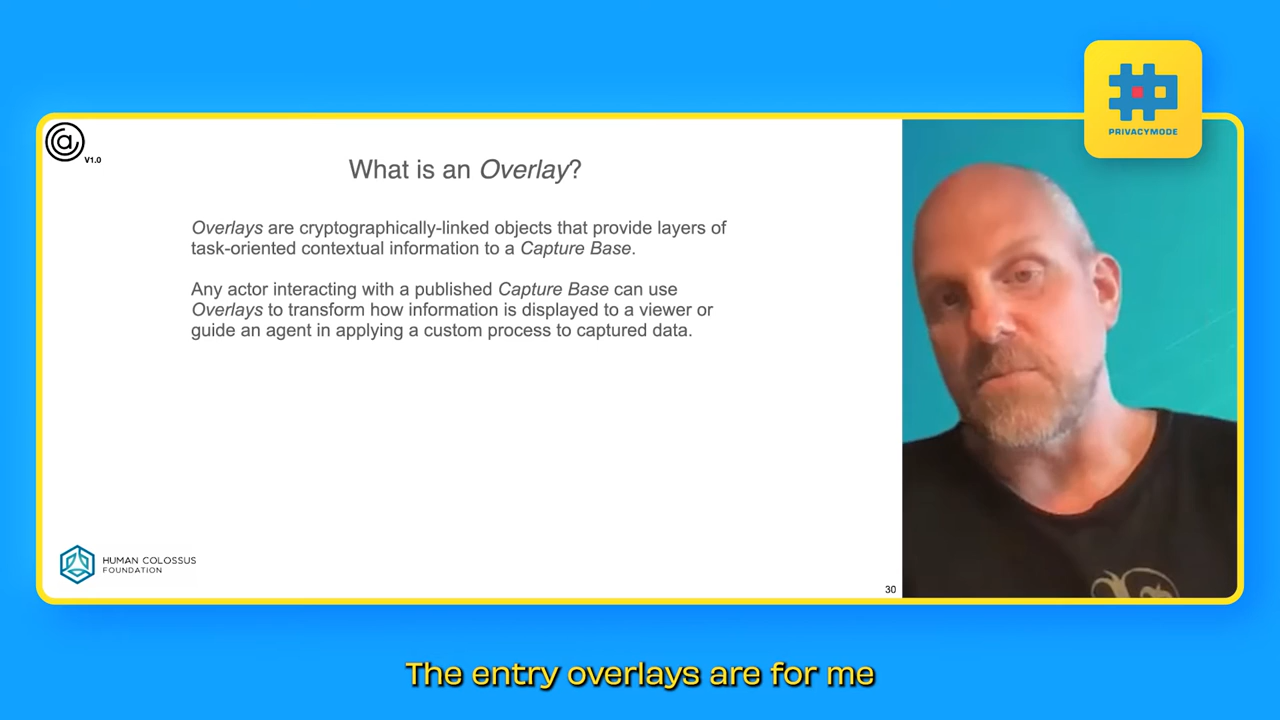 PRIVACYMODE
V1.0
What is an Overlay?
Overlays are cryptographically-linked objects that provide layers of
task-oriented contextual information to a Capture Base.
Any actor interacting with a published Capture Base can use
Overlays to transform how information is displayed to a viewer or
guide an agent in applying a custom process to captured data.
HUMAN COLOSSUS
FOUNDATION
30
The entry overlays are for me